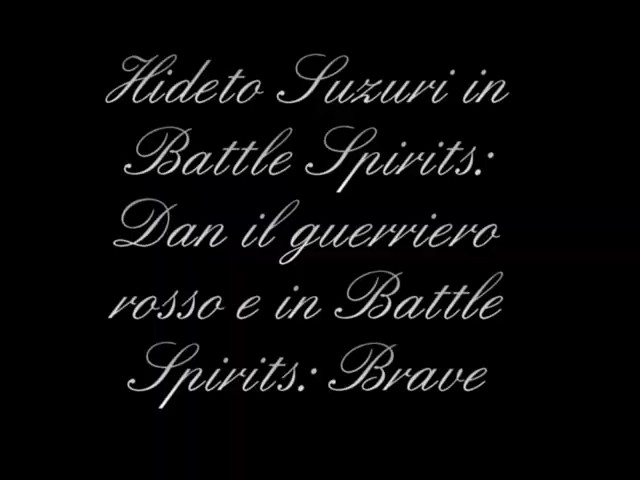 Hideto Suzuri in
Battle Spirits:
Dan il guerriero
rosso e in Battle
Spirits: Brave